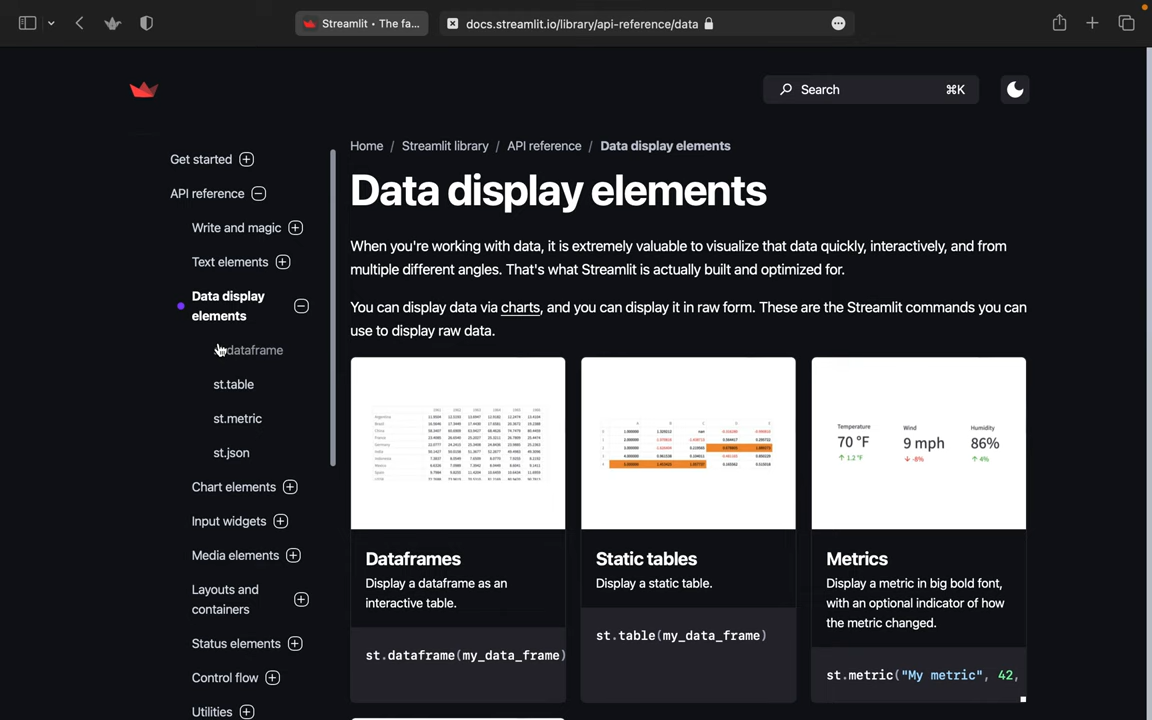 Streamlit • The fa...
docs.streamlit.io/library/api-reference/data
Search
⌘K
Get started
API reference
Write and magic
Text elements
Data display
elements
dataframe
st.table
st.metric
st.json
Chart elements
Input widgets
Media elements
Layouts and
containers
Status elements
Control flow
Utilities
Home / Streamlit library / API reference / Data display elements
Data display elements
When you're working with data, it is extremely valuable to visualize that data quickly, interactively, and from
multiple different angles. That's what Streamlit is actually built and optimized for.
You can display data via charts, and you can display it in raw form. These are the Streamlit commands you can
use to display raw data.
Dataframes
Display a dataframe as an
interactive table.
st.dataframe(my_data_frame)
Static tables
Display a static table.
st.table(my_data_frame)
Temperature
70 °F
↑ 1.2 °F
Wind
9 mph
↓ -8%
Humidity
86%
↑ 4%
Metrics
Display a metric in big bold font,
with an optional indicator of how
the metric changed.
st.metric("My metric", 42,